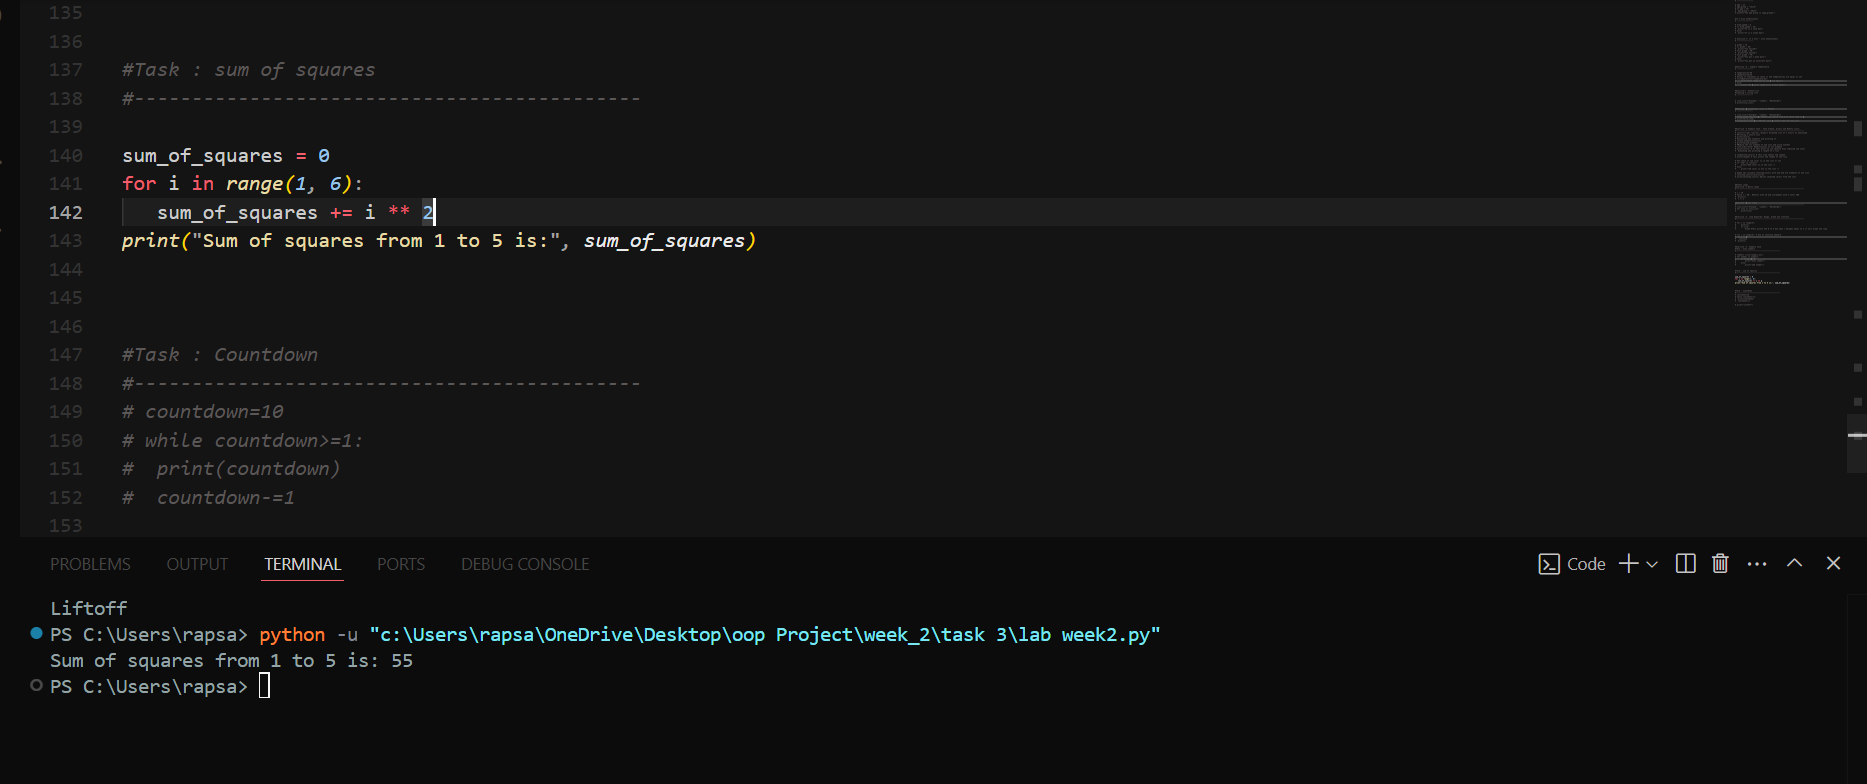 135
136
137 #Task : sum of squares
138 #--------------------------------------------
139
140 sum_of_squares = 0
141 for i in range(1, 6):
142    sum_of_squares += i ** 2
143 print("Sum of squares from 1 to 5 is:", sum_of_squares)
144
145
146
147 #Task : Countdown
148 #--------------------------------------------
149 # countdown=10
150 # while countdown>=1:
151 #  print(countdown)
152 #  countdown-=1
153
PROBLEMS OUTPUT TERMINAL PORTS DEBUG CONSOLE Code
Liftoff
PS C:\Users\rapsa> python -u "c:\Users\rapsa\OneDrive\Desktop\oop Project\week_2\task 3\lab week2.py"
Sum of squares from 1 to 5 is: 55
PS C:\Users\rapsa>